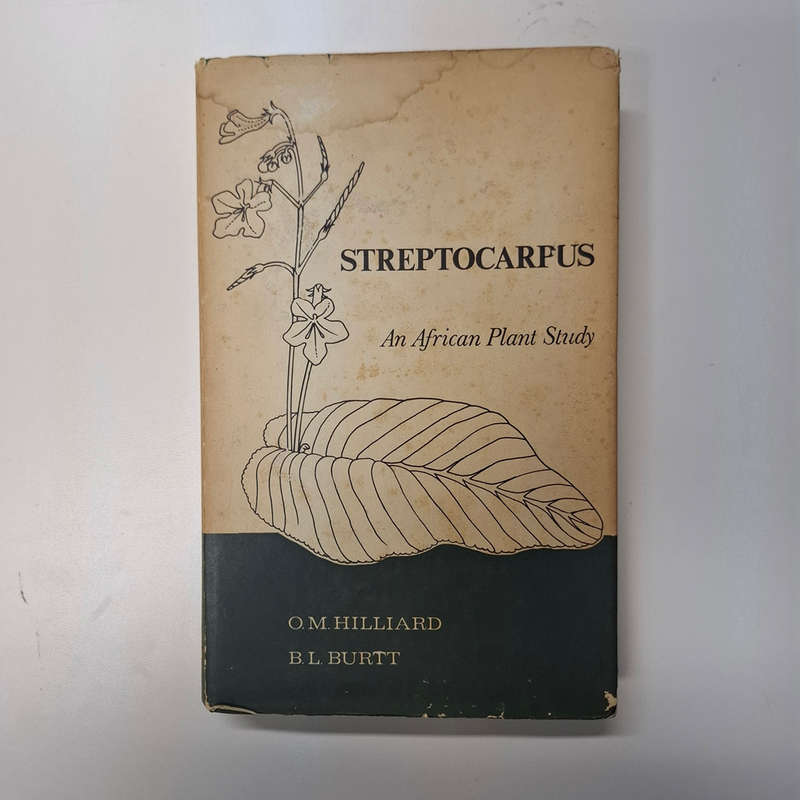 STREPTOCARPUS
An African Plant Study
O. M. HILLIARD
B. L. BURTT